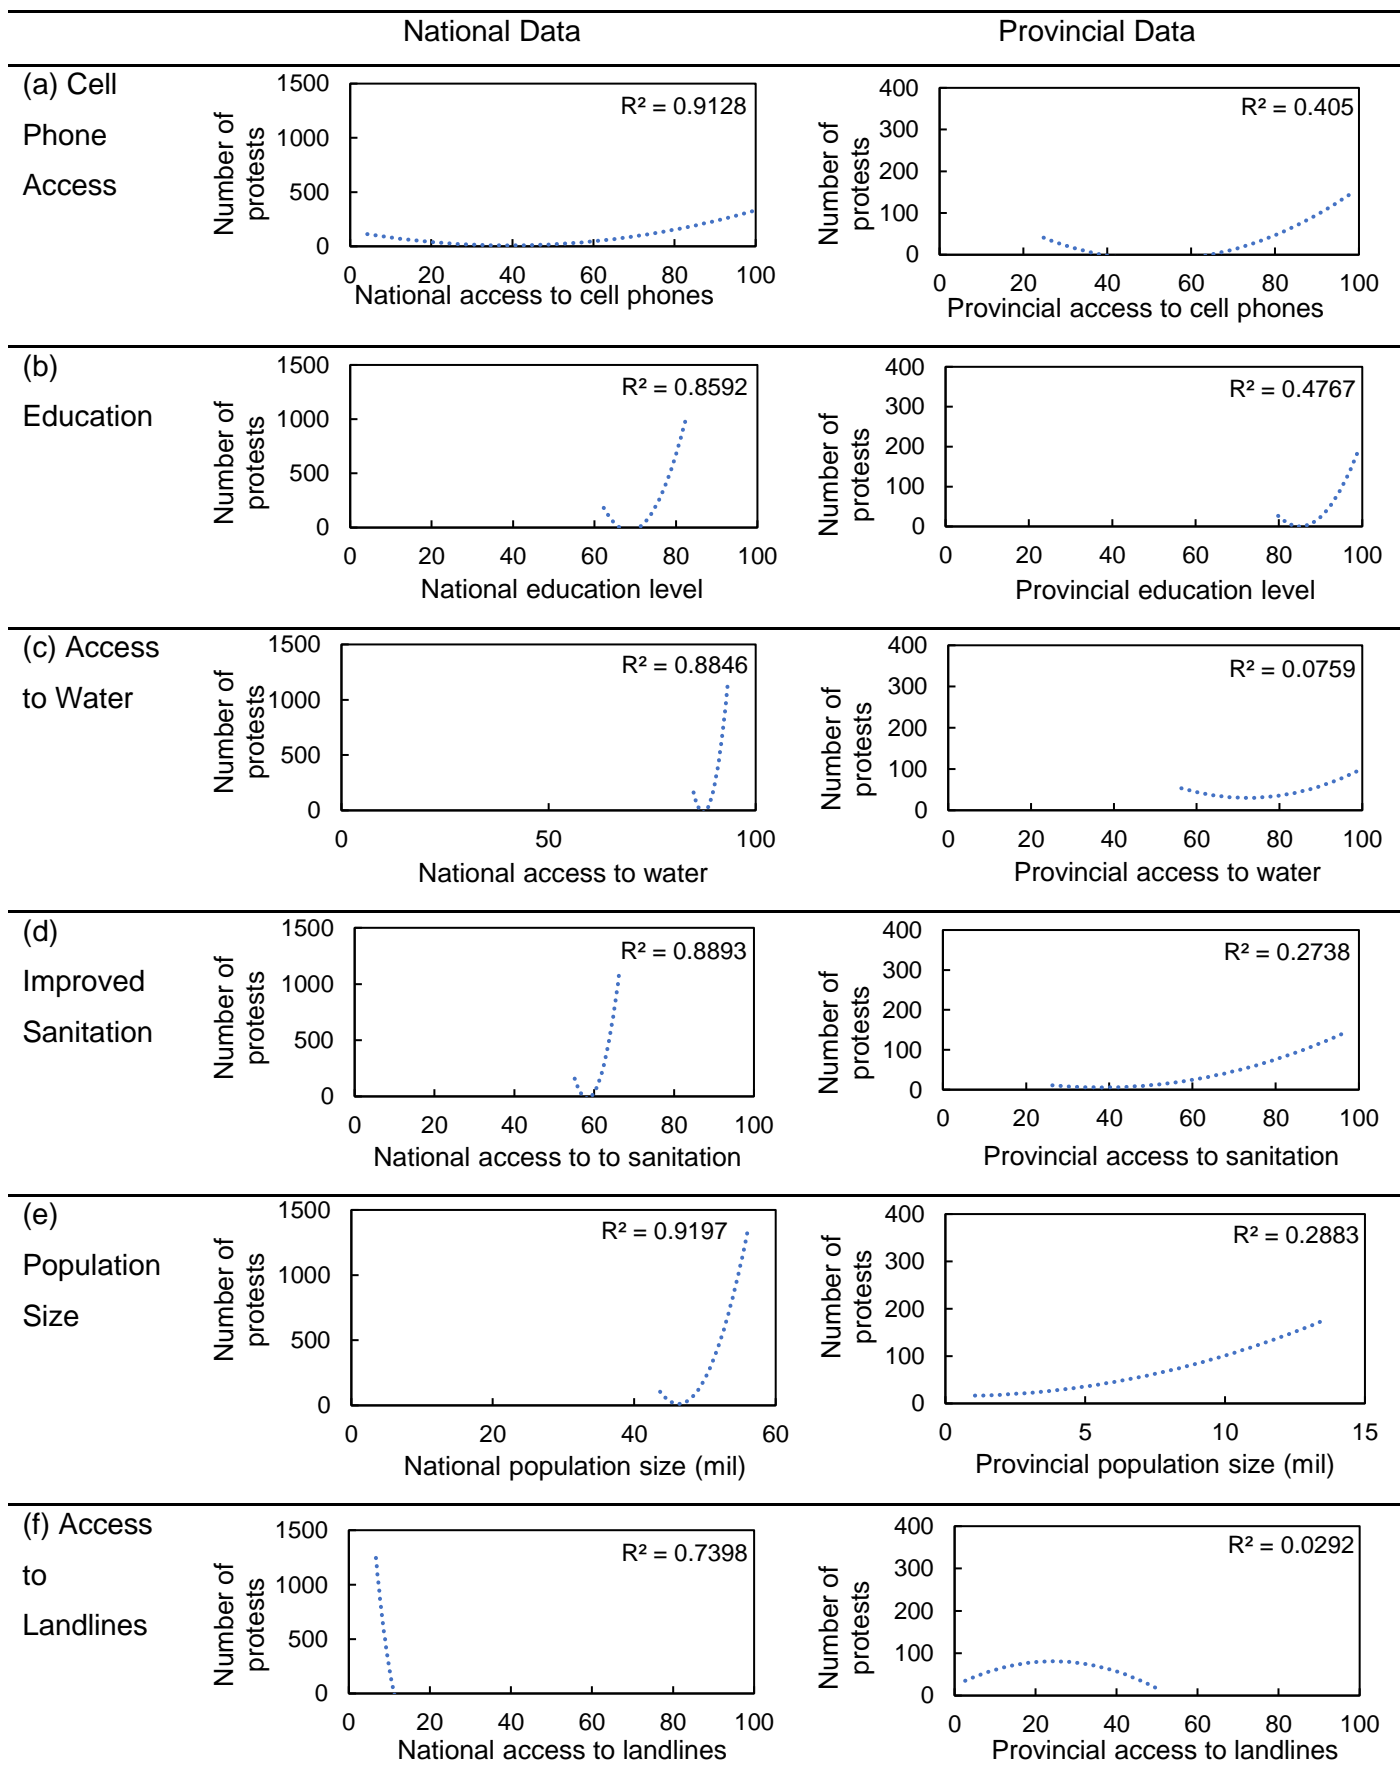 National Data
Provincial Data
(a) Cell
Phone
Access
Number of
protests
1500
1000
500
0
R² = 0.9128
0 20 40 60 80 100
National access to cell phones
Number of
protests
400
300
200
100
0
R² = 0.405
0 20 40 60 80 100
Provincial access to cell phones
(b)
Education
Number of
protests
1500
1000
500
0
R² = 0.8592
0 20 40 60 80 100
National education level
Number of
protests
400
300
200
100
0
R² = 0.4767
0 20 40 60 80 100
Provincial education level
(c) Access
to Water
Number of
protests
1500
1000
500
0
R² = 0.8846
0 50 100
National access to water
Number of
protests
400
300
200
100
0
R² = 0.0759
0 20 40 60 80 100
Provincial access to water
(d)
Improved
Sanitation
Number of
protests
1500
1000
500
0
R² = 0.8893
0 20 40 60 80 100
National access to to sanitation
Number of
protests
400
300
200
100
0
R² = 0.2738
0 20 40 60 80 100
Provincial access to sanitation
(e)
Population
Size
Number of
protests
1500
1000
500
0
R² = 0.9197
0 20 40 60
National population size (mil)
Number of
protests
400
300
200
100
0
R² = 0.2883
0 5 10 15
Provincial population size (mil)
(f) Access
to
Landlines
Number of
protests
1500
1000
500
0
R² = 0.7398
0 20 40 60 80 100
National access to landlines
Number of
protests
400
300
200
100
0
R² = 0.0292
0 20 40 60 80 100
Provincial access to landlines